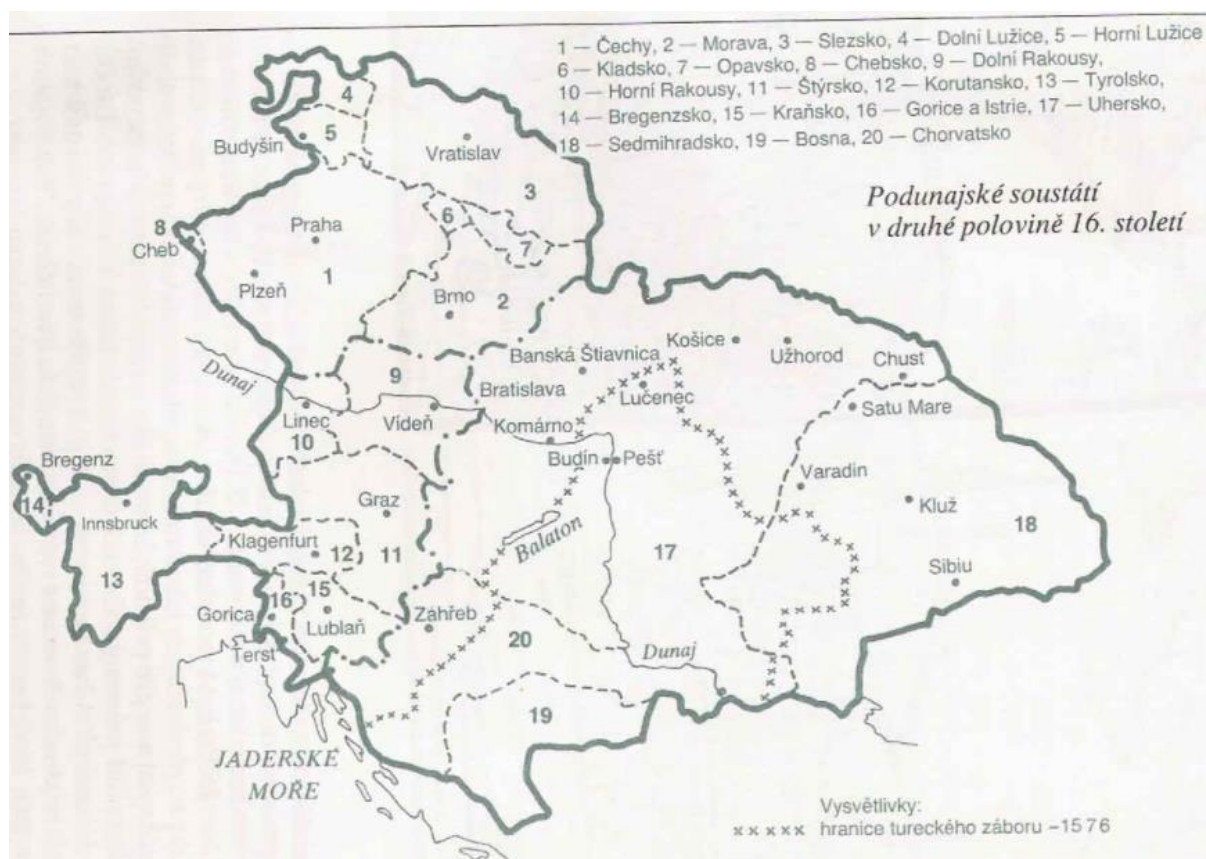 1 — Čechy, 2 — Morava, 3 — Slezsko, 4 — Dolní Lužice, 5 — Horní Lužice
6 — Kladsko, 7 — Opavsko, 8 — Chebsko, 9 — Dolní Rakousy,
10 — Horní Rakousy, 11 — Štýrsko, 12 — Korutansko, 13 — Tyrolsko,
14 — Bregenzsko, 15 — Kraňsko, 16 — Gorice a Istrie, 17 — Uhersko,
18 — Sedmihradsko, 19 — Bosna, 20 — Chorvatsko
Podunajské soustátí
v druhé polovině 16. století
4
5
Budyšín
Vratislav
3
6
8
Praha
Cheb
7
Plzeň
1
Brno
2
Košice
Užhorod
Banská Štiavnica
Chust
Dunaj
9
Bratislava
Lučenec
Linec
Vídeň
Satu Mare
Komárno
10
Budín
Pešť
Bregenz
Varadín
14
Graz
Kluž
Innsbruck
18
Klagenfurt
12
11
Balaton
17
13
15
Sibiu
16
Gorica
Lublaň
Záhřeb
20
Terst
Dunaj
19
JADERSKÉ
MOŘE
Vysvětlivky:
××××× hranice tureckého záboru –1576